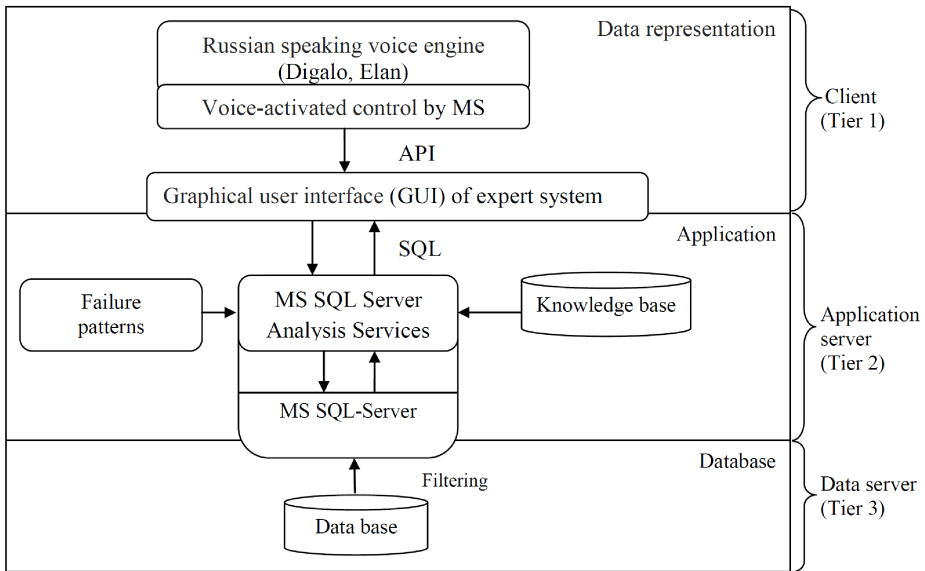 Data representation
Russian speaking voice engine
(Digalo, Elan)
Voice-activated control by MS
Client
(Tier 1)
API
Graphical user interface (GUI) of expert system
Application
SQL
Failure
patterns
MS SQL Server
Analysis Services
Knowledge base
Application
server
(Tier 2)
MS SQL-Server
Database
Filtering
Data server
(Tier 3)
Data base